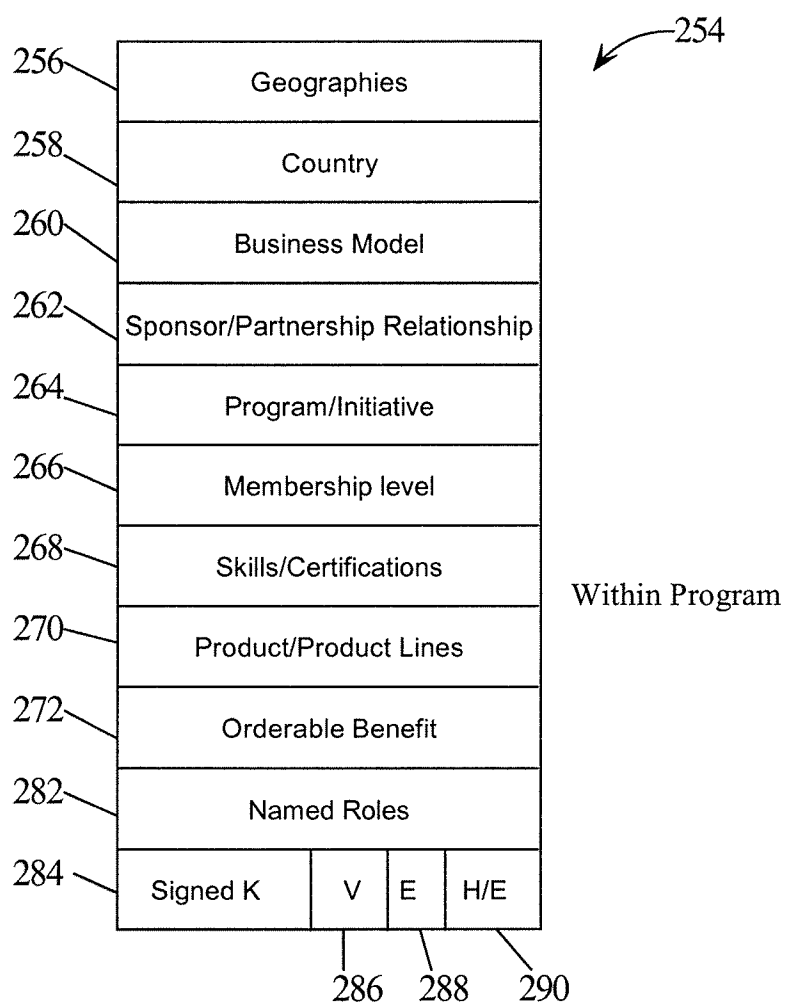 254
256 Geographies
258 Country
260 Business Model
262 Sponsor/Partnership Relationship
264 Program/Initiative
266 Membership level
268 Skills/Certifications
Within Program
270 Product/Product Lines
272 Orderable Benefit
282 Named Roles
284 Signed K V E H/E
286 288 290